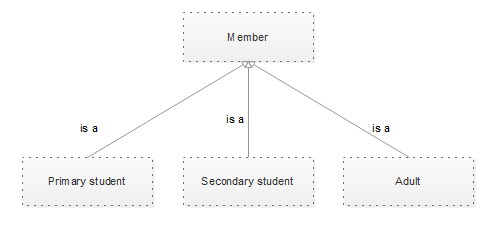 Member
is a
is a
is a
Primary student
Secondary student
Adult